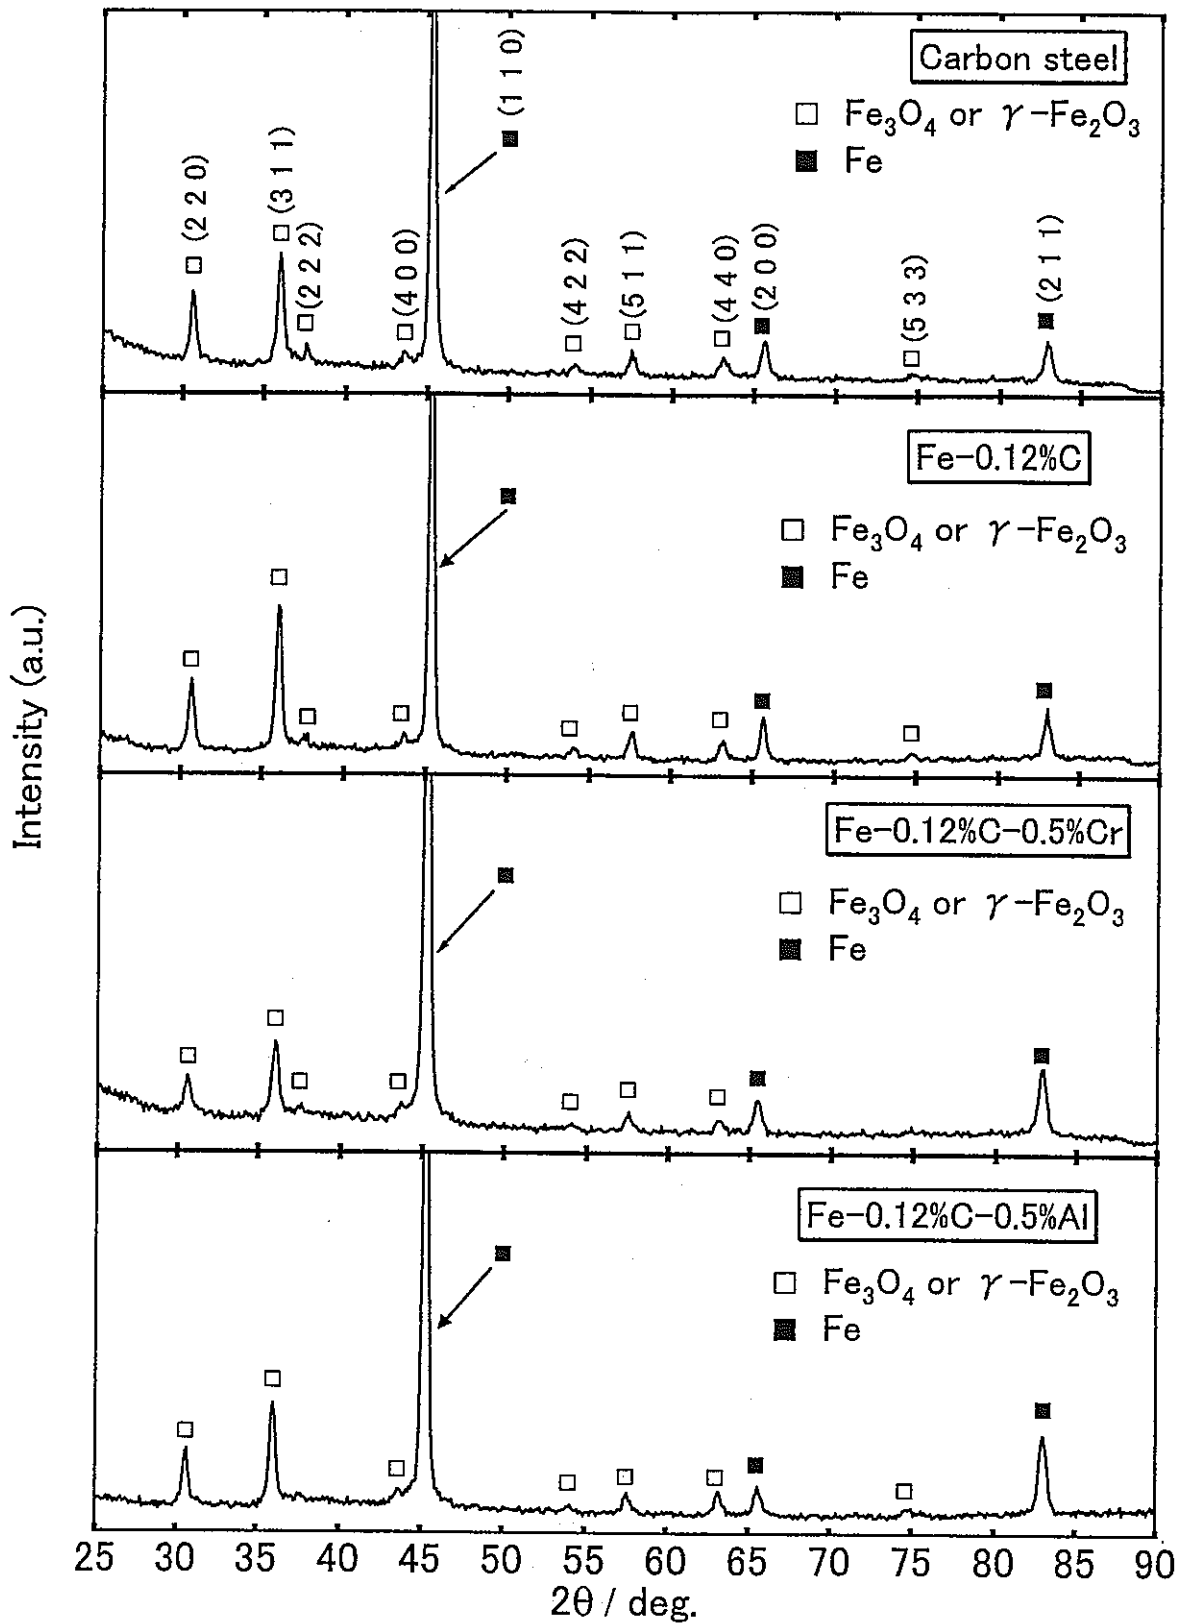 Carbon steel
□ Fe₃O₄ or γ-Fe₂O₃
■ Fe
(2 2 0)
(3 1 1)
(2 2 2)
(4 0 0)
(1 1 0)
(4 2 2)
(5 1 1)
(4 4 0)
(2 0 0)
(5 3 3)
(2 1 1)
Fe-0.12%C
□ Fe₃O₄ or γ-Fe₂O₃
■ Fe
Intensity (a.u.)
Fe-0.12%C-0.5%Cr
□ Fe₃O₄ or γ-Fe₂O₃
■ Fe
Fe-0.12%C-0.5%Al
□ Fe₃O₄ or γ-Fe₂O₃
■ Fe
25 30 35 40 45 50 55 60 65 70 75 80 85 90
2θ / deg.